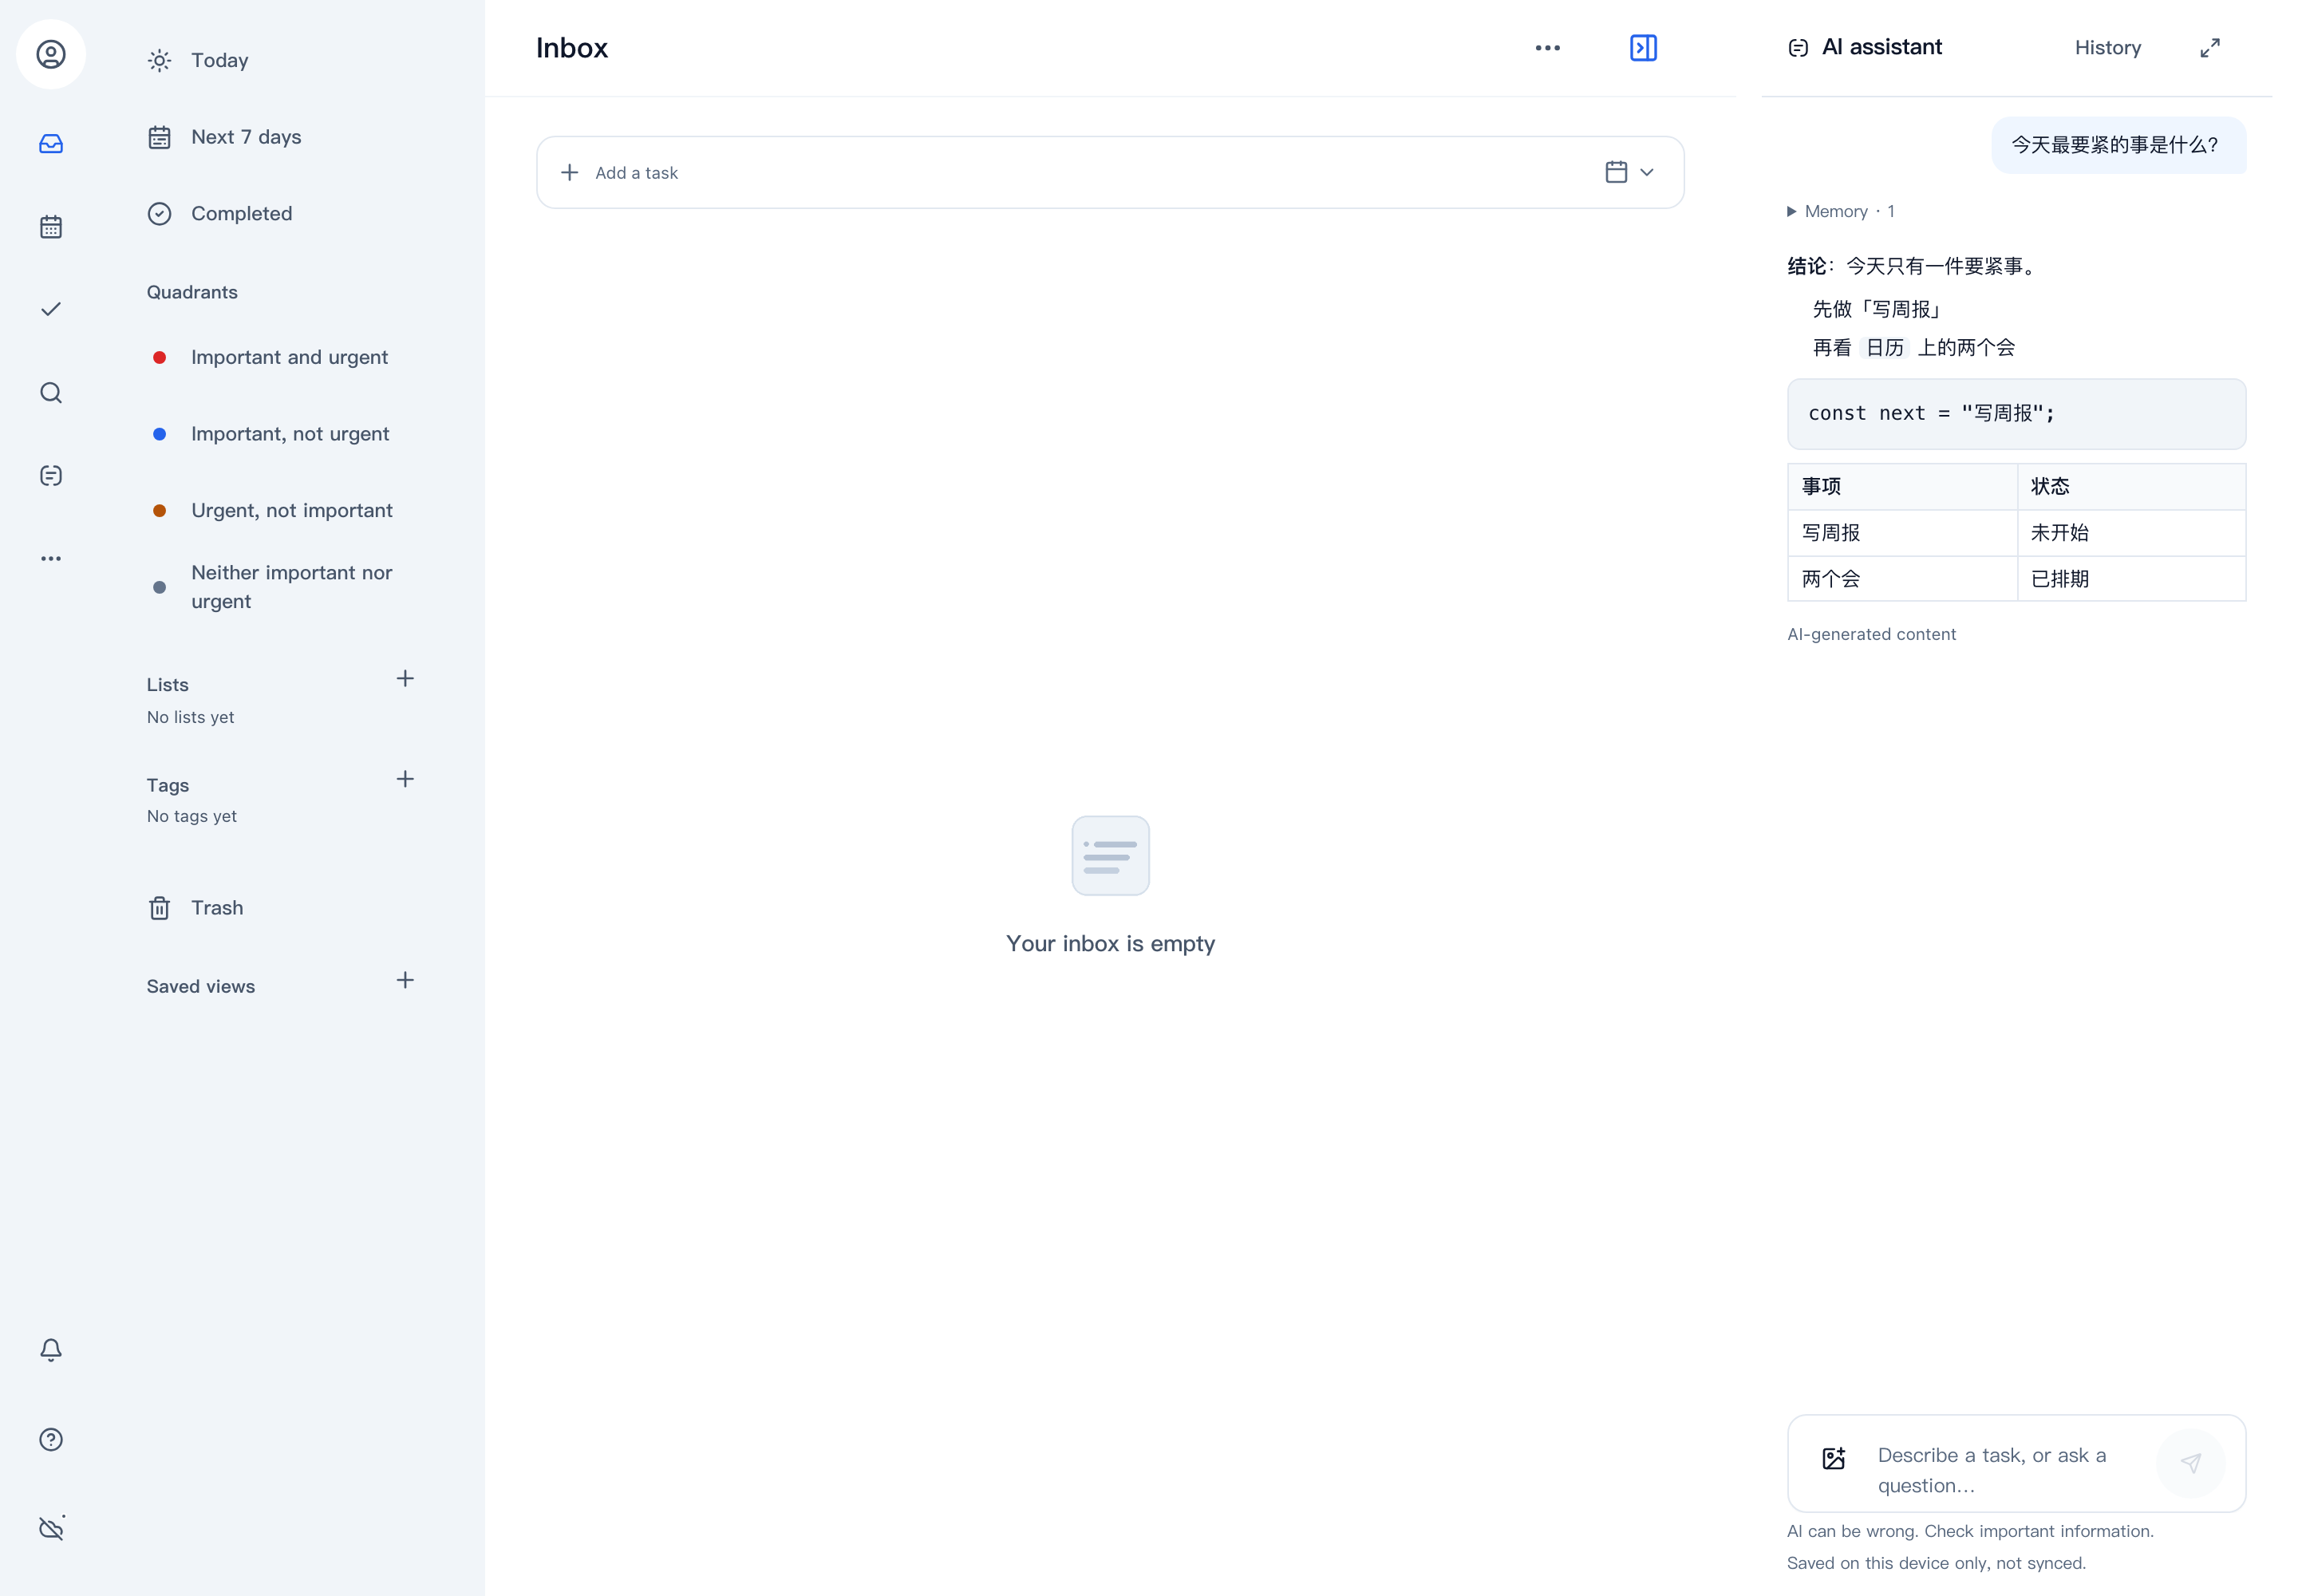 Today
Next 7 days
Completed
Quadrants
Important and urgent
Important, not urgent
Urgent, not important
Neither important nor
urgent
Lists
No lists yet
Tags
No tags yet
Trash
Saved views
Inbox
Add a task
Your inbox is empty
AI assistant
History
今天最要紧的事是什么?
Memory · 1
结论：今天只有一件要紧事。
先做「写周报」
再看 日历 上的两个会
const next = "写周报";
事项 状态
写周报 未开始
两个会 已排期
AI-generated content
Describe a task, or ask a
question...
AI can be wrong. Check important information.
Saved on this device only, not synced.